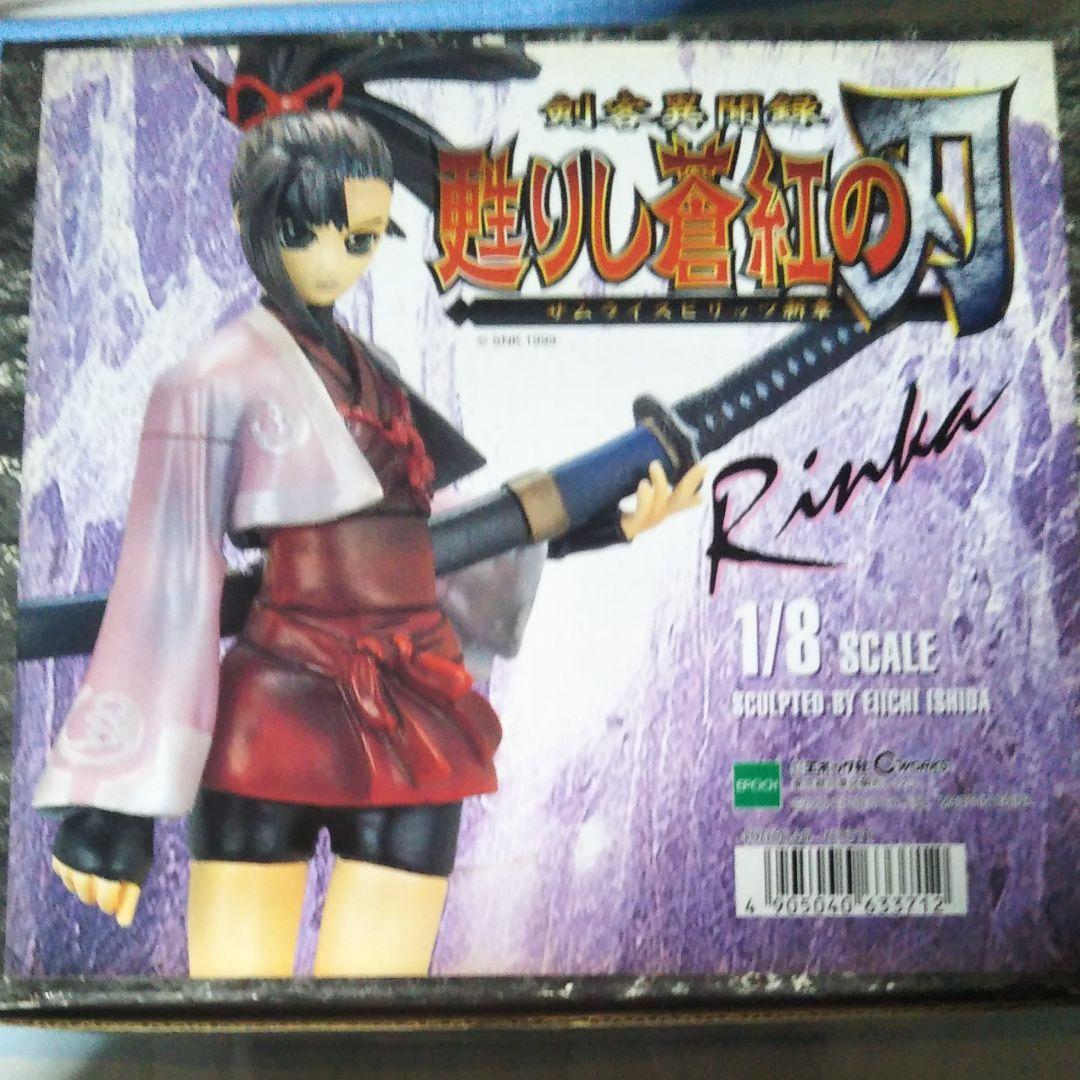 剣客異聞録
甦りし蒼紅の刃
サムライスピリッツ新章
© SNK 1999
Rinka
1/8 SCALE
SCULPTED BY EIICHI ISHIDA
EPOCH
C-WORKS
4 905040 633712